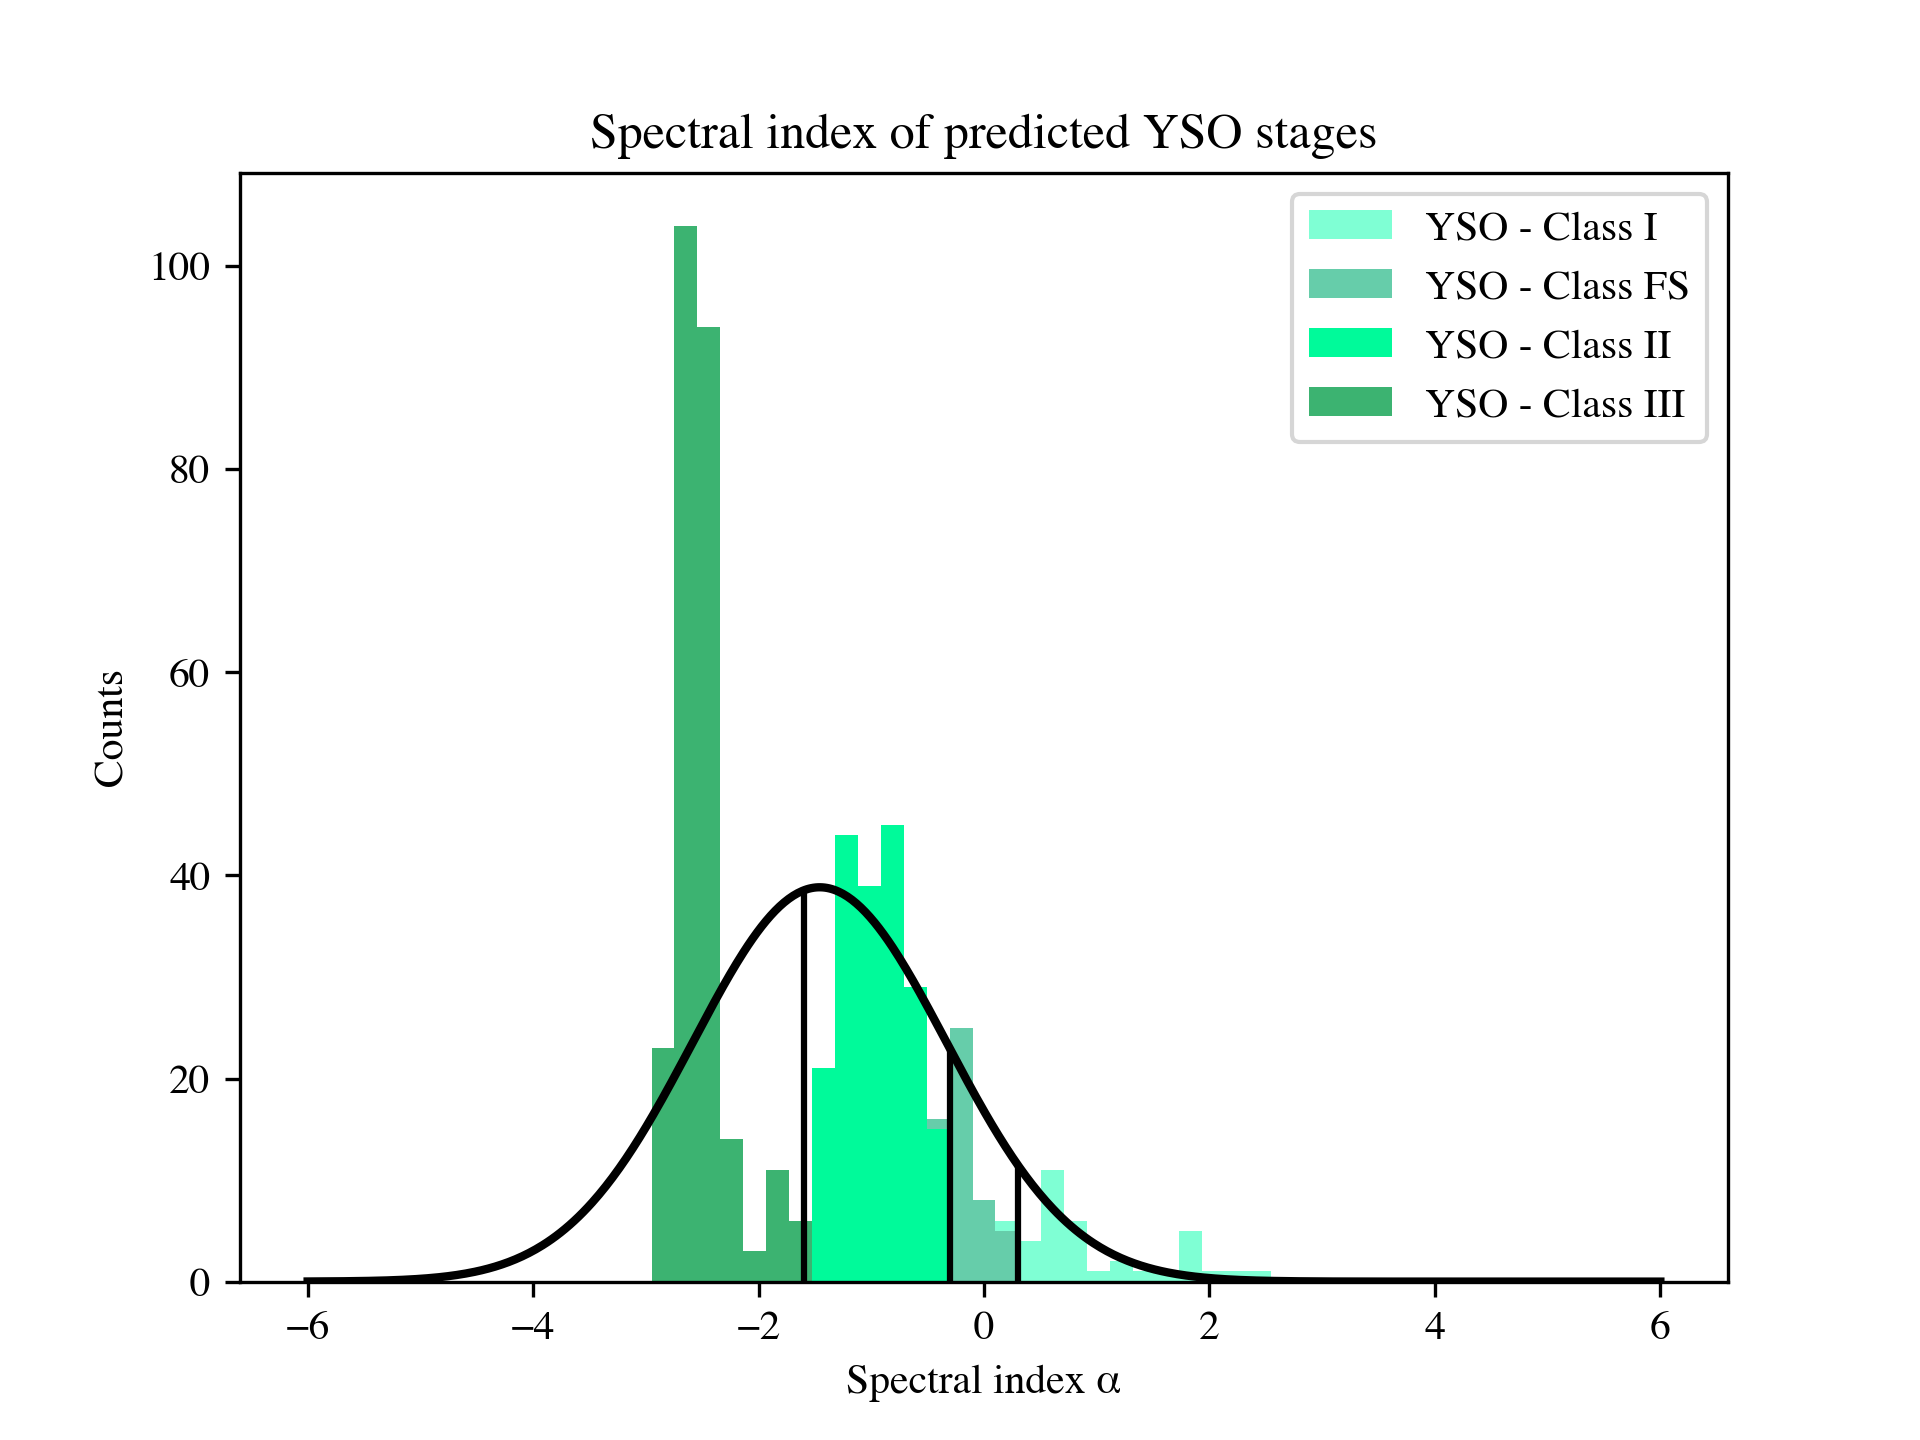 Spectral index of predicted YSO stages
YSO - Class I
YSO - Class FS
YSO - Class II
YSO - Class III
Counts
100
80
60
40
20
0
−6 −4 −2 0 2 4 6
Spectral index α